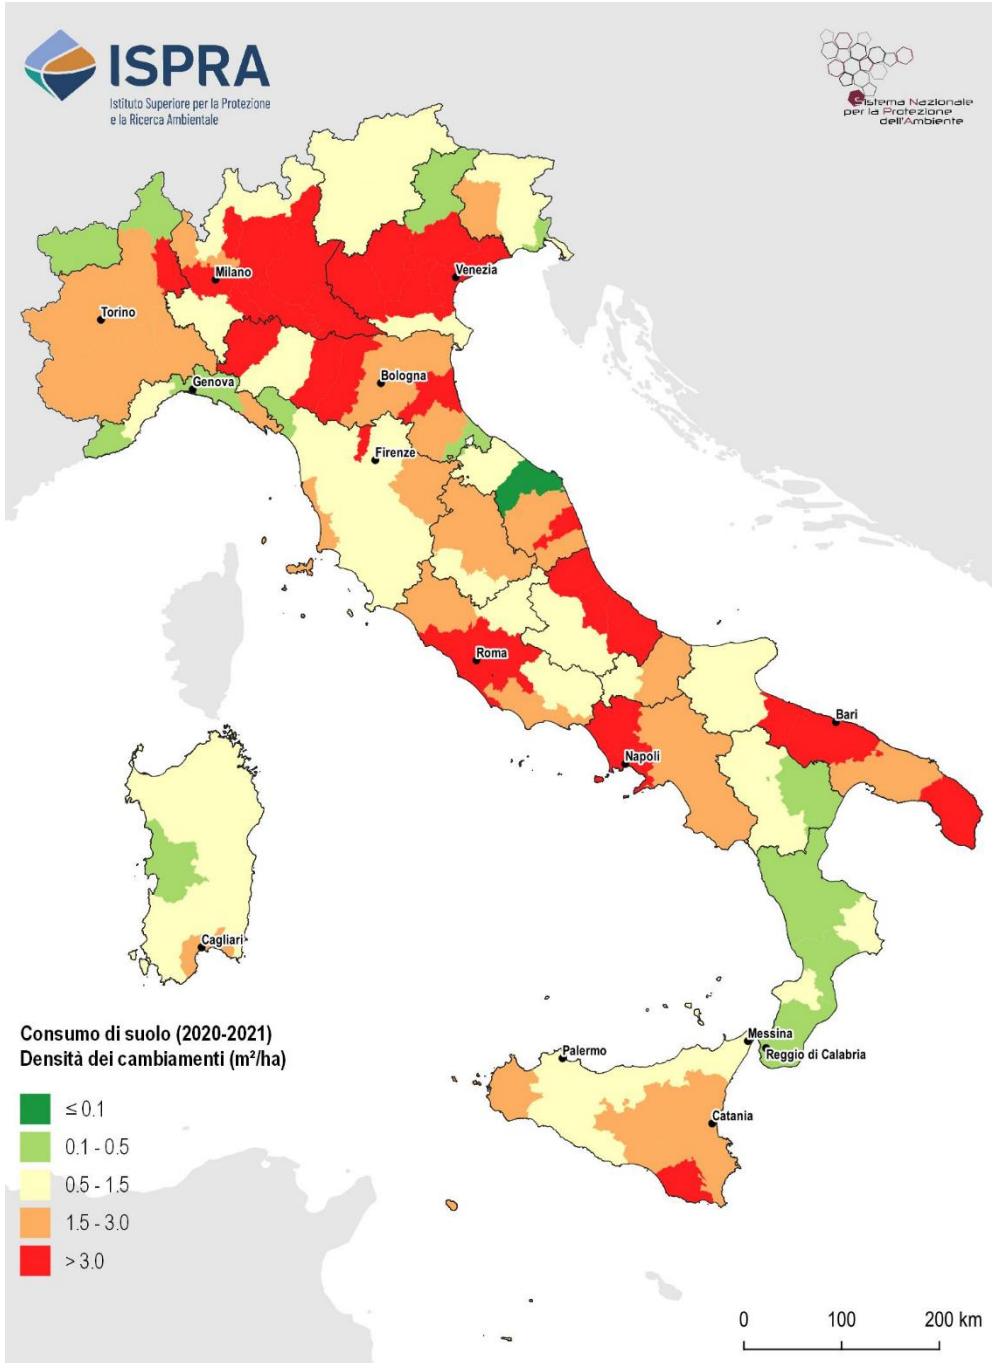 ISPRA
Istituto Superiore per la Protezione
e la Ricerca Ambientale
Sistema Nazionale
per la Protezione
dell'Ambiente
Milano
Venezia
Torino
Bologna
Genova
Firenze
Roma
Bari
Napoli
Cagliari
Messina
Reggio di Calabria
Palermo
Catania
Consumo di suolo (2020-2021)
Densità dei cambiamenti (m²/ha)
≤ 0.1
0.1 - 0.5
0.5 - 1.5
1.5 - 3.0
> 3.0
0 100 200 km